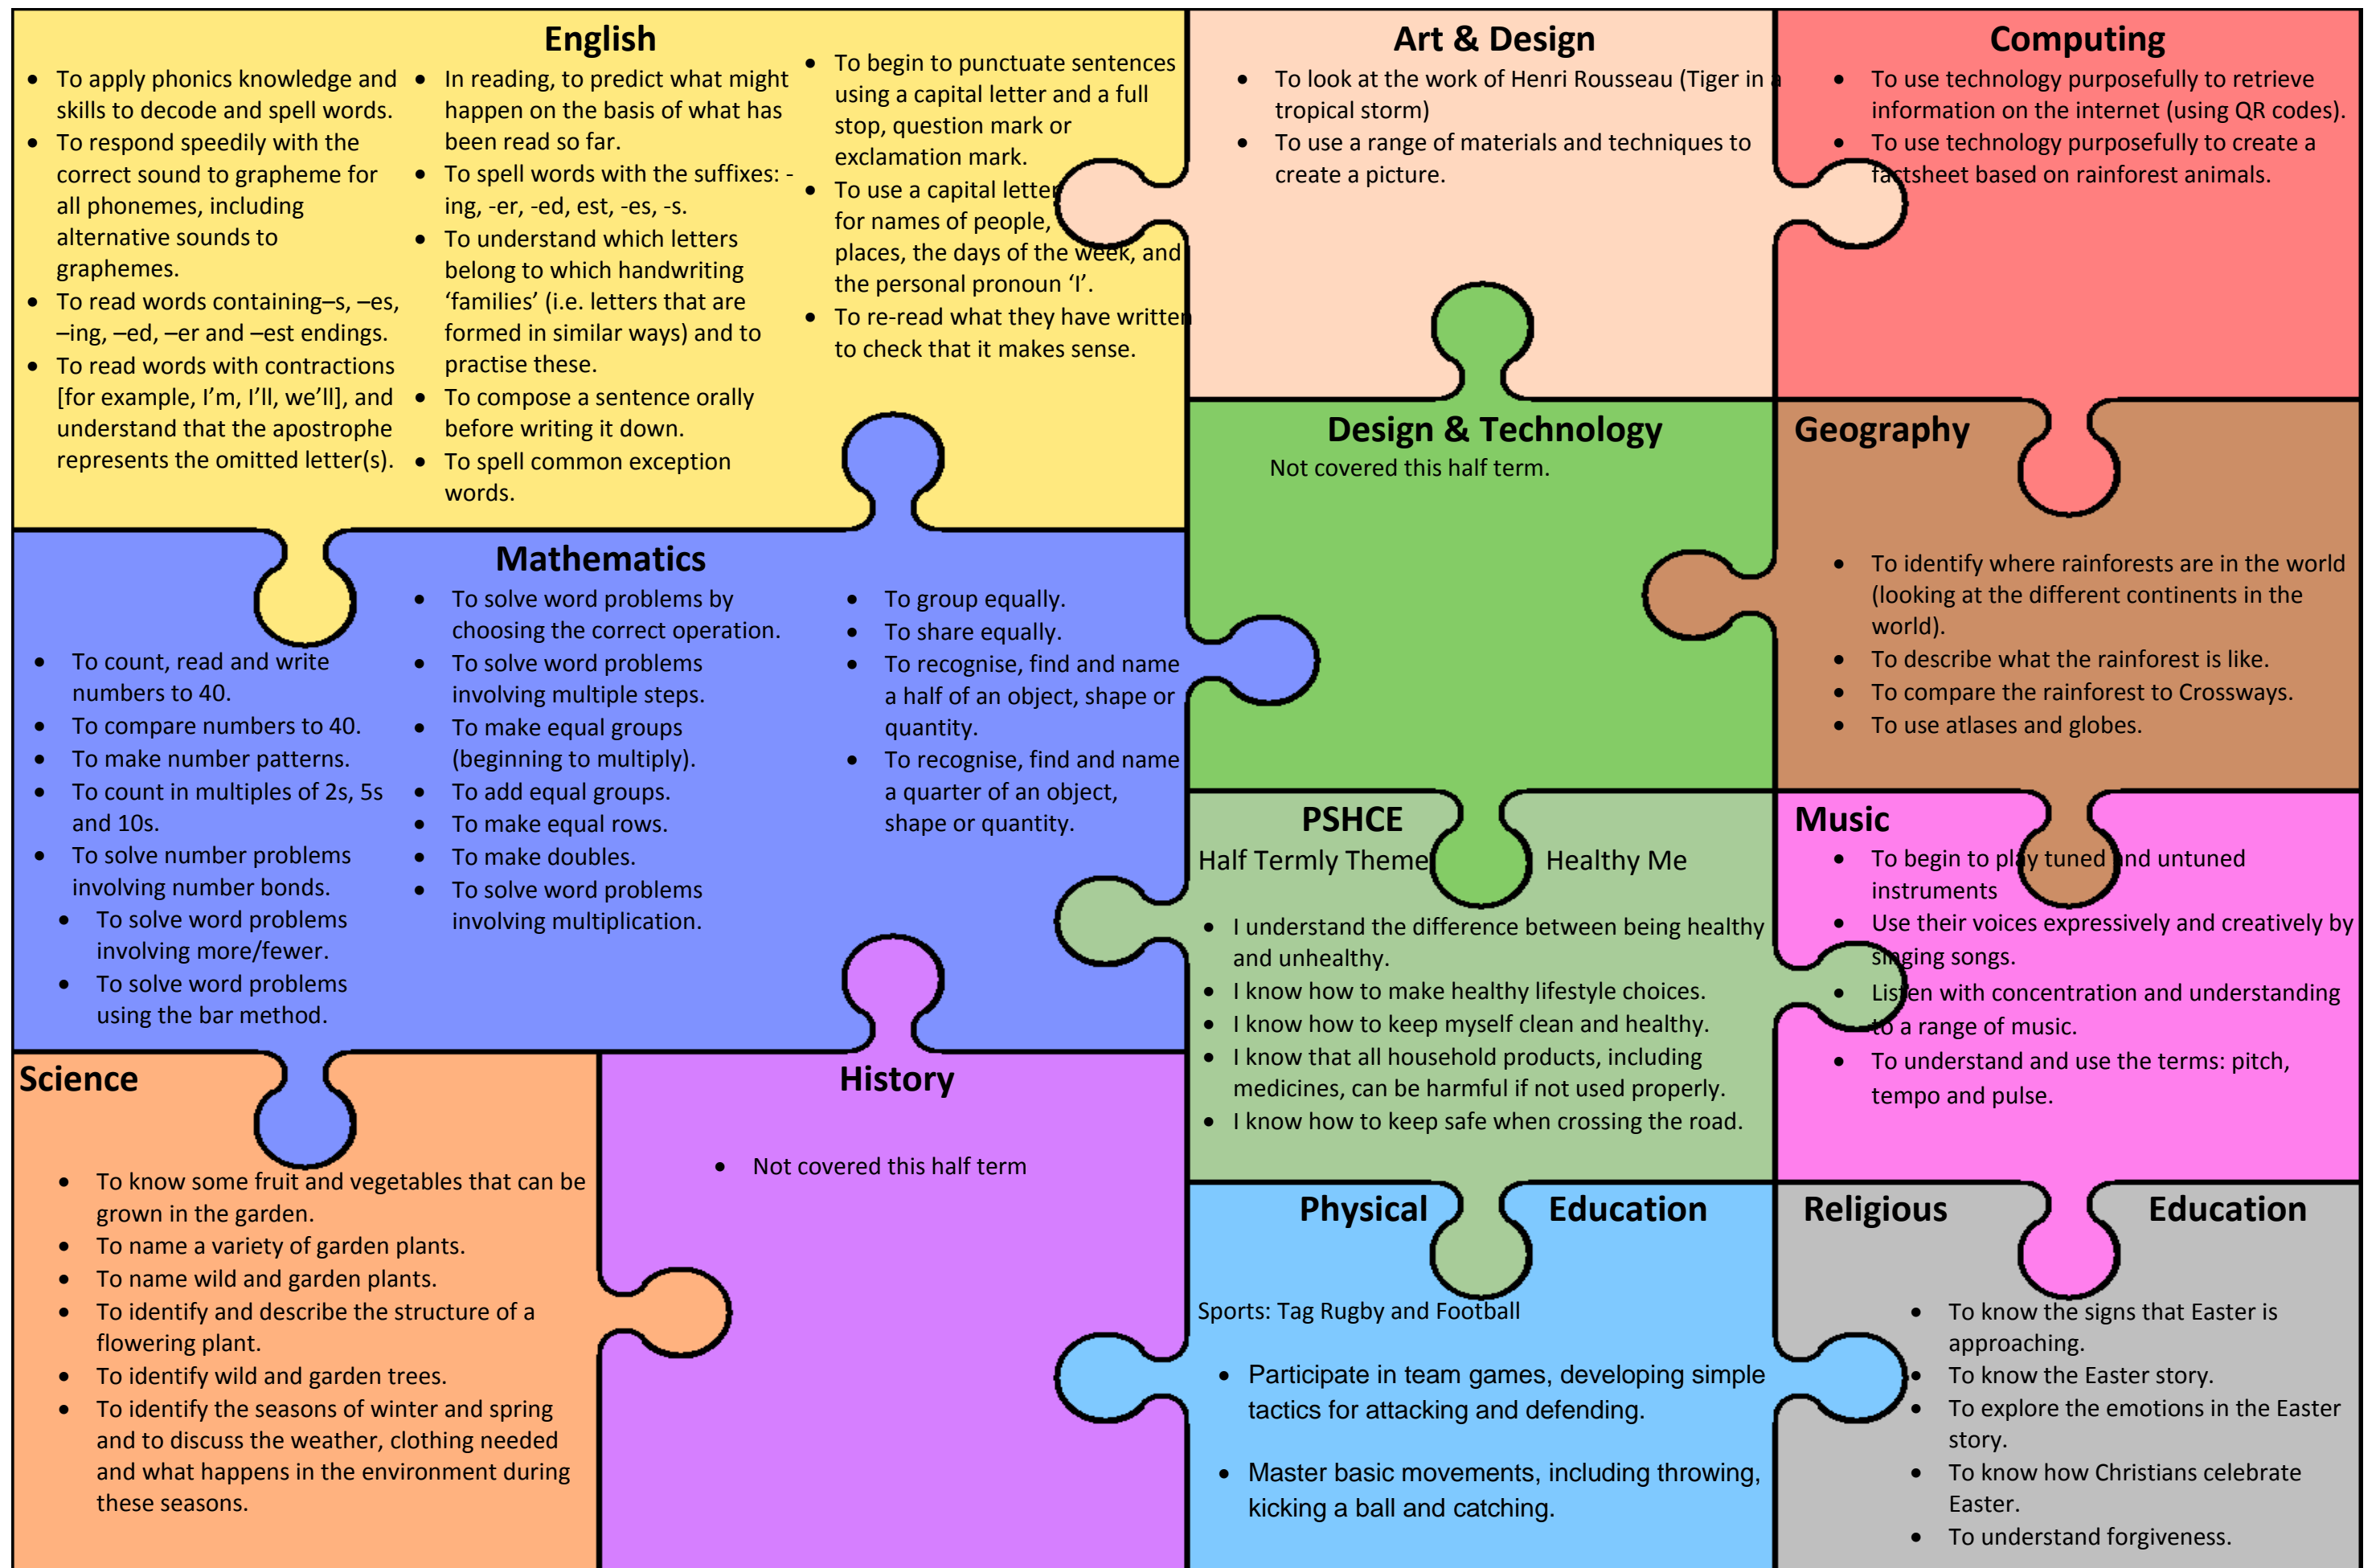 English
• To apply phonics knowledge and
skills to decode and spell words.
• To respond speedily with the
correct sound to grapheme for
all phonemes, including
alternative sounds to
graphemes.
• To read words containing–s, –es,
–ing, –ed, –er and –est endings.
• To read words with contractions
[for example, I’m, I’ll, we’ll], and
understand that the apostrophe
represents the omitted letter(s).
• In reading, to predict what might
happen on the basis of what has
been read so far.
• To spell words with the suffixes: -
ing, -er, -ed, est, -es, -s.
• To understand which letters
belong to which handwriting
‘families’ (i.e. letters that are
formed in similar ways) and to
practise these.
• To compose a sentence orally
before writing it down.
• To spell common exception
words.
• To begin to punctuate sentences
using a capital letter and a full
stop, question mark or
exclamation mark.
• To use a capital letter
for names of people,
places, the days of the week, and
the personal pronoun ‘I’.
• To re-read what they have written
to check that it makes sense.
Art & Design
• To look at the work of Henri Rousseau (Tiger in a
tropical storm)
• To use a range of materials and techniques to
create a picture.
Computing
• To use technology purposefully to retrieve
information on the internet (using QR codes).
• To use technology purposefully to create a
factsheet based on rainforest animals.
Design & Technology
Not covered this half term.
Geography
• To identify where rainforests are in the world
(looking at the different continents in the
world).
• To describe what the rainforest is like.
• To compare the rainforest to Crossways.
• To use atlases and globes.
Mathematics
• To count, read and write
numbers to 40.
• To compare numbers to 40.
• To make number patterns.
• To count in multiples of 2s, 5s
and 10s.
• To solve number problems
involving number bonds.
• To solve word problems
involving more/fewer.
• To solve word problems
using the bar method.
• To solve word problems by
choosing the correct operation.
• To solve word problems
involving multiple steps.
• To make equal groups
(beginning to multiply).
• To add equal groups.
• To make equal rows.
• To make doubles.
• To solve word problems
involving multiplication.
• To group equally.
• To share equally.
• To recognise, find and name
a half of an object, shape or
quantity.
• To recognise, find and name
a quarter of an object,
shape or quantity.
PSHCE
Half Termly Theme Healthy Me
• I understand the difference between being healthy
and unhealthy.
• I know how to make healthy lifestyle choices.
• I know how to keep myself clean and healthy.
• I know that all household products, including
medicines, can be harmful if not used properly.
• I know how to keep safe when crossing the road.
Music
• To begin to play tuned and untuned
instruments
• Use their voices expressively and creatively by
singing songs.
• Listen with concentration and understanding
to a range of music.
• To understand and use the terms: pitch,
tempo and pulse.
Science
• To know some fruit and vegetables that can be
grown in the garden.
• To name a variety of garden plants.
• To name wild and garden plants.
• To identify and describe the structure of a
flowering plant.
• To identify wild and garden trees.
• To identify the seasons of winter and spring
and to discuss the weather, clothing needed
and what happens in the environment during
these seasons.
History
• Not covered this half term
Physical Education
Sports: Tag Rugby and Football
• Participate in team games, developing simple
tactics for attacking and defending.
• Master basic movements, including throwing,
kicking a ball and catching.
Religious Education
• To know the signs that Easter is
approaching.
• To know the Easter story.
• To explore the emotions in the Easter
story.
• To know how Christians celebrate
Easter.
• To understand forgiveness.